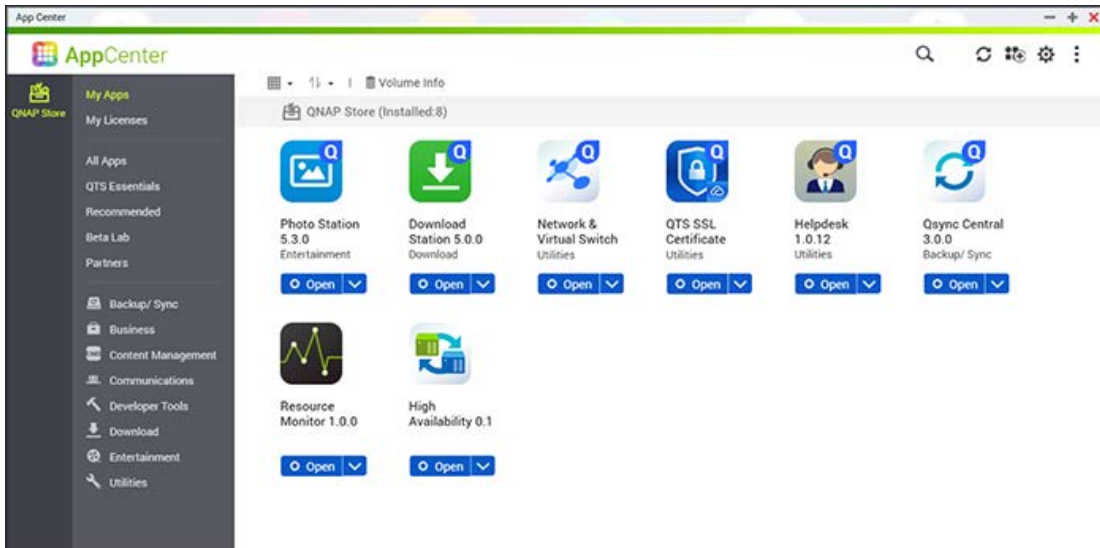 App Center
AppCenter
QNAP Store
My Apps
My Licenses
All Apps
QTS Essentials
Recommended
Beta Lab
Partners
Backup/ Sync
Business
Content Management
Communications
Developer Tools
Download
Entertainment
Utilities
Volume Info
QNAP Store (Installed:8)
Photo Station
5.3.0
Entertainment
Open
Download
Station 5.0.0
Download
Open
Network &
Virtual Switch
Utilities
Open
QTS SSL
Certificate
Utilities
Open
Helpdesk
1.0.12
Utilities
Open
Qsync Central
3.0.0
Backup/ Sync
Open
Resource
Monitor 1.0.0
Open
High
Availability 0.1
Open